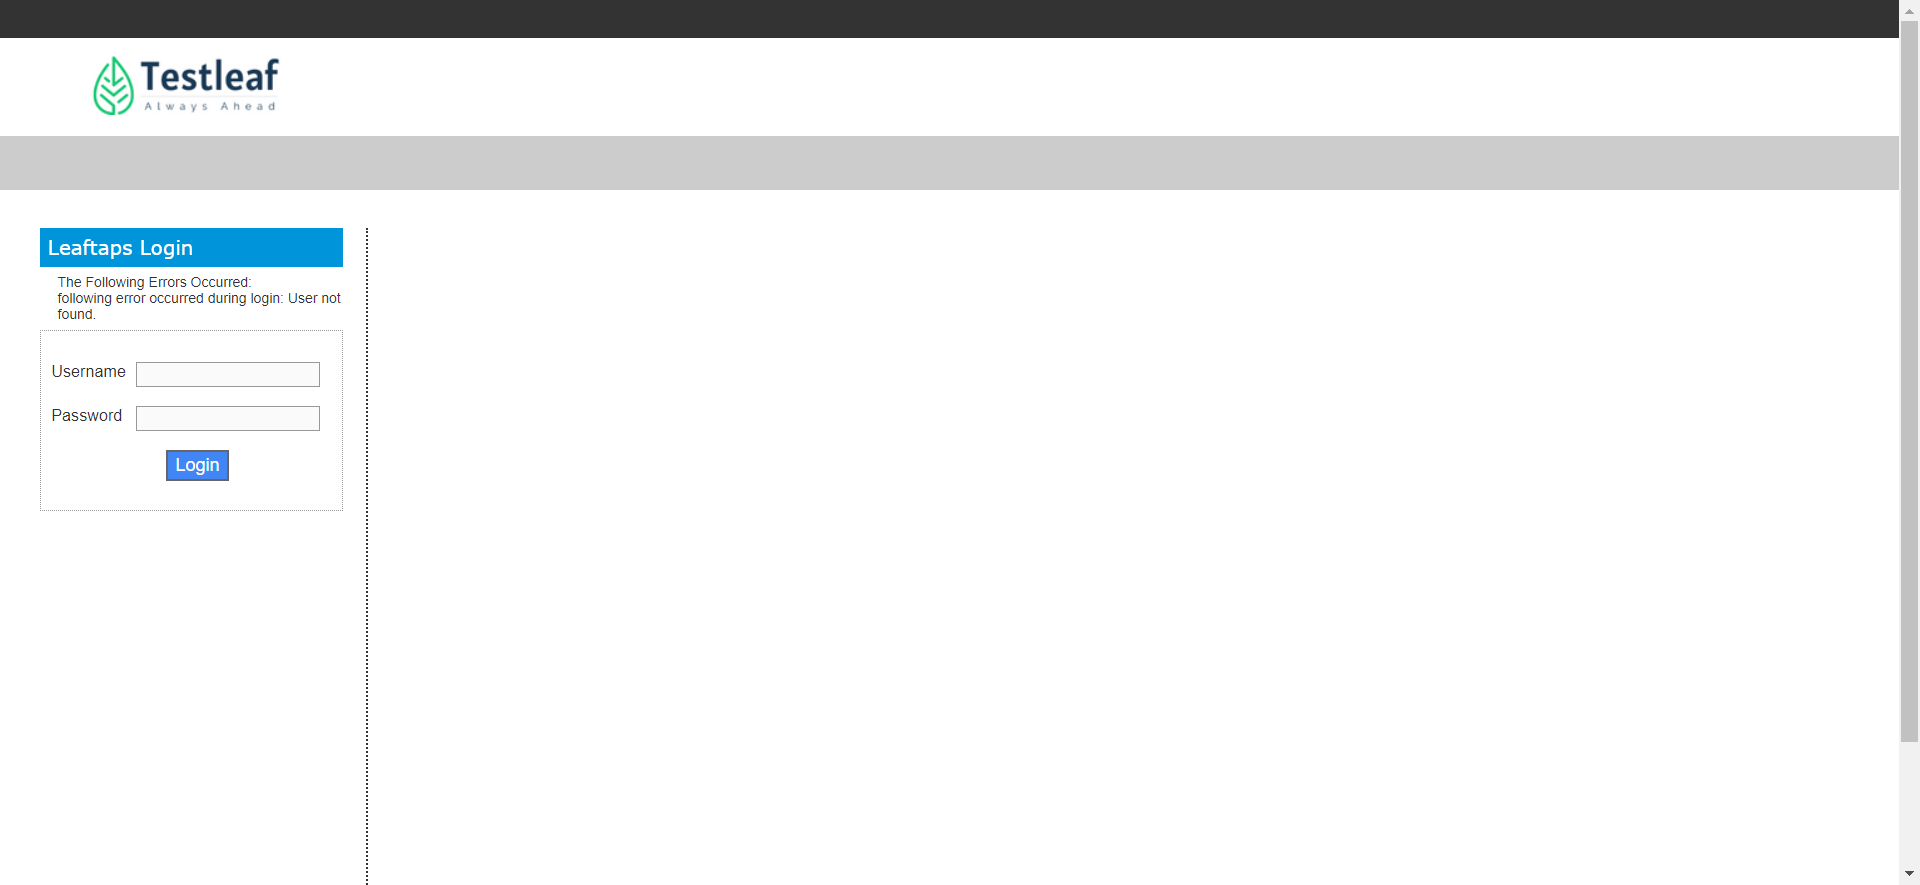 Testleaf
Always Ahead
Leaftaps Login
The Following Errors Occurred:
following error occurred during login: User not
found.
Username
Password
Login